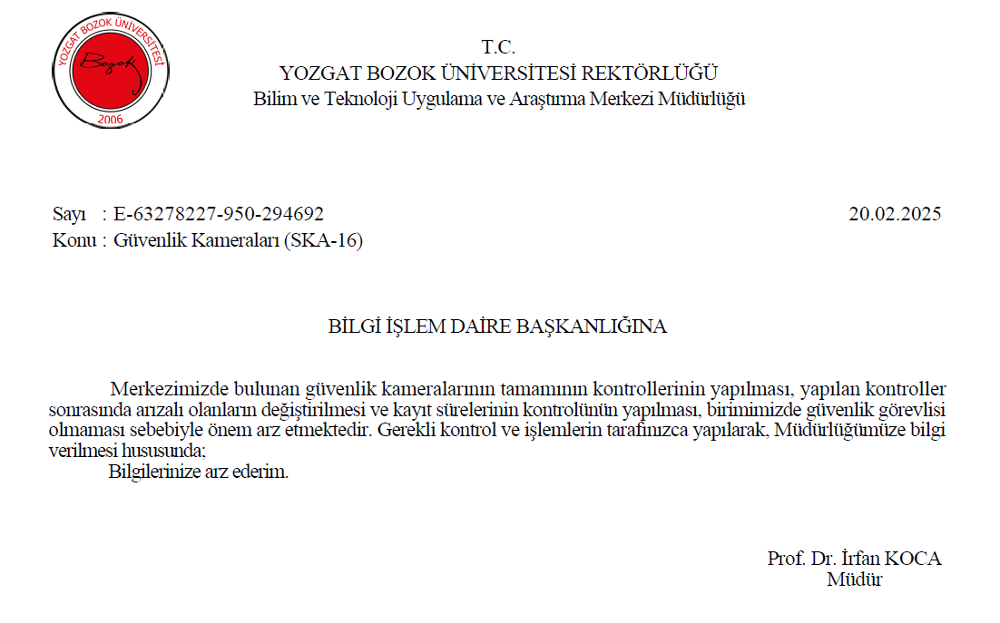 YOZGAT BOZOK ÜNİVERSİTESİ
Bozok
2006
T.C.
YOZGAT BOZOK ÜNİVERSİTESİ REKTÖRLÜĞÜ
Bilim ve Teknoloji Uygulama ve Araştırma Merkezi Müdürlüğü
Sayı : E-63278227-950-294692 20.02.2025
Konu : Güvenlik Kameraları (SKA-16)
BİLGİ İŞLEM DAİRE BAŞKANLIĞINA
Merkezimizde bulunan güvenlik kameralarının tamamının kontrollerinin yapılması, yapılan kontroller
sonrasında arızalı olanların değiştirilmesi ve kayıt sürelerinin kontrolünün yapılması, birimimizde güvenlik görevlisi
olmaması sebebiyle önem arz etmektedir. Gerekli kontrol ve işlemlerin tarafınızca yapılarak, Müdürlüğümüze bilgi
verilmesi hususunda;
Bilgilerinize arz ederim.
Prof. Dr. İrfan KOCA
Müdür